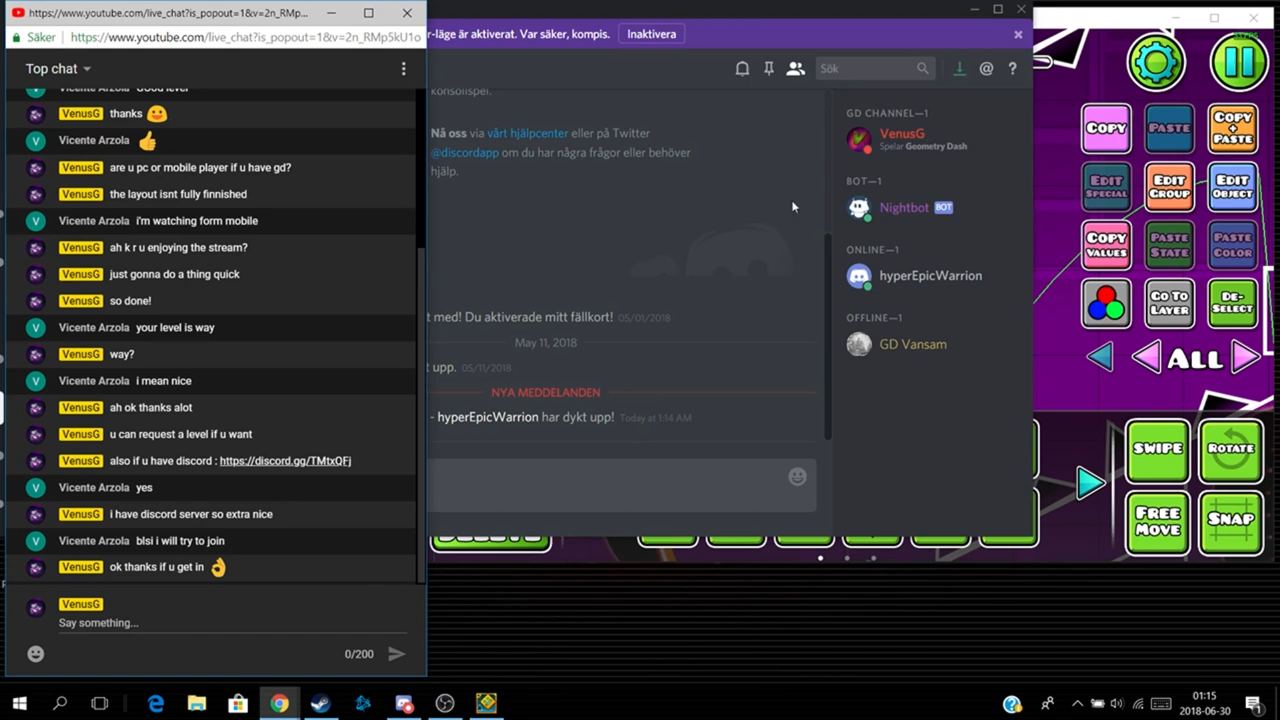 https://www.youtube.com/live_chat?is_popout=1&v=2n_RMp...
Säker
https://www.youtube.com/live_chat?is_popout=1&v=2n_RMp5kU1o
Top chat
Vicente Arzola Good level
VenusG thanks
Vicente Arzola
VenusG are u pc or mobile player if u have gd?
VenusG the layout isnt fully finnished
Vicente Arzola i'm watching form mobile
VenusG ah k r u enjoying the stream?
VenusG just gonna do a thing quick
VenusG so done!
Vicente Arzola your level is way
VenusG way?
Vicente Arzola i mean nice
VenusG ah ok thanks alot
VenusG u can request a level if u want
VenusG also if u have discord : https://discord.gg/TMtxQFj
Vicente Arzola yes
VenusG i have discord server so extra nice
Vicente Arzola blsi i will try to join
VenusG ok thanks if u get in
VenusG
Say something...
0/200
r-läge är aktiverat. Var säker, kompis.
Inaktivera
Sök
konsolspel.
Nå oss via vårt hjälpcenter eller på Twitter
@discordapp om du har några frågor eller behöver
hjälp.
t med! Du aktiverade mitt fällkort! 05/01/2018
May 11, 2018
t upp. 05/11/2018
NYA MEDDELANDEN
- hyperEpicWarrion har dykt upp! Today at 1:14 AM
GD CHANNEL—1
VenusG
Spelar Geometry Dash
BOT—1
Nightbot BOT
ONLINE—1
hyperEpicWarrion
OFFLINE—1
GD Vansam
COPY
PASTE
COPY + PASTE
EDIT SPECIAL
EDIT GROUP
EDIT OBJECT
COPY VALUES
PASTE STATE
PASTE COLOR
GO TO LAYER
DE-SELECT
ALL
SWIPE
ROTATE
FREE MOVE
SNAP
DELETE
01:15
2018-06-30
1